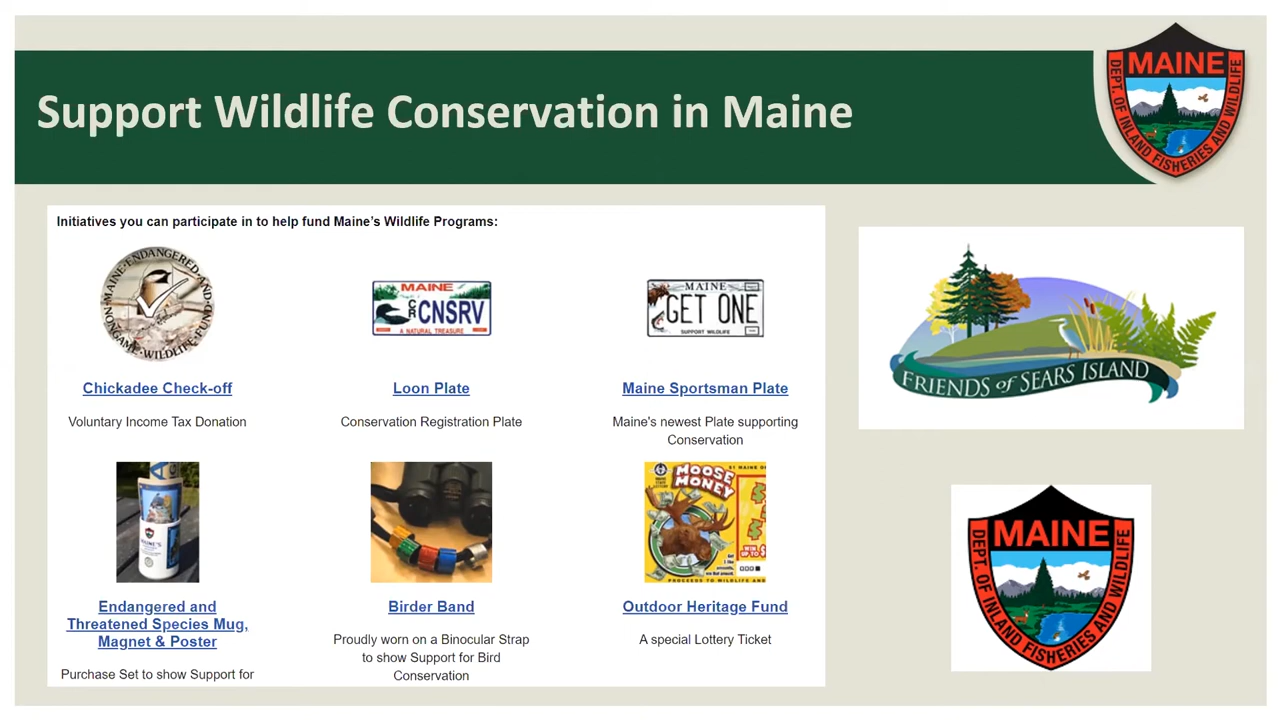 Support Wildlife Conservation in Maine
MAINE
DEPT. OF INLAND FISHERIES AND WILDLIFE
Initiatives you can participate in to help fund Maine's Wildlife Programs:
MAINE ENDANGERED AND NONGAME WILDLIFE FUND
MAINE
CR CNSRV
A NATURAL TREASURE
MAINE
GET ONE
SUPPORT WILDLIFE
FRIENDS of SEARS ISLAND
Chickadee Check-off
Loon Plate
Maine Sportsman Plate
Voluntary Income Tax Donation
Conservation Registration Plate
Maine's newest Plate supporting
Conservation
MOOSE
MONEY
Endangered and
Threatened Species Mug,
Magnet & Poster
Birder Band
Outdoor Heritage Fund
Purchase Set to show Support for
Proudly worn on a Binocular Strap
to show Support for Bird
Conservation
A special Lottery Ticket
MAINE
DEPT. OF INLAND FISHERIES AND WILDLIFE